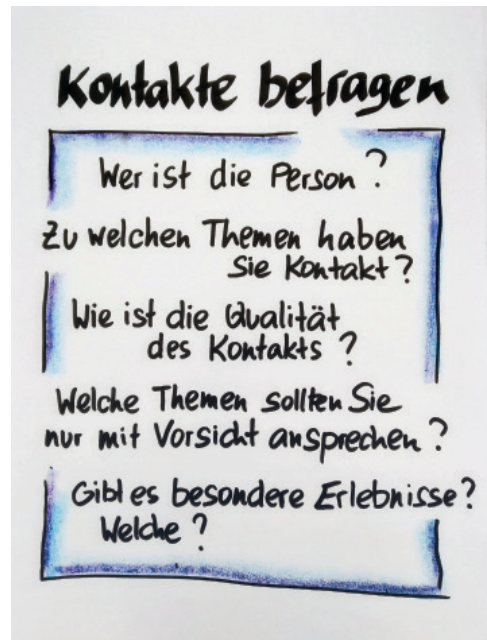 Kontakte befragen
Wer ist die Person?
Zu welchen Themen haben
Sie Kontakt?
Wie ist die Qualität
des Kontakts?
Welche Themen sollten Sie
nur mit Vorsicht ansprechen?
Gibt es besondere Erlebnisse?
Welche?